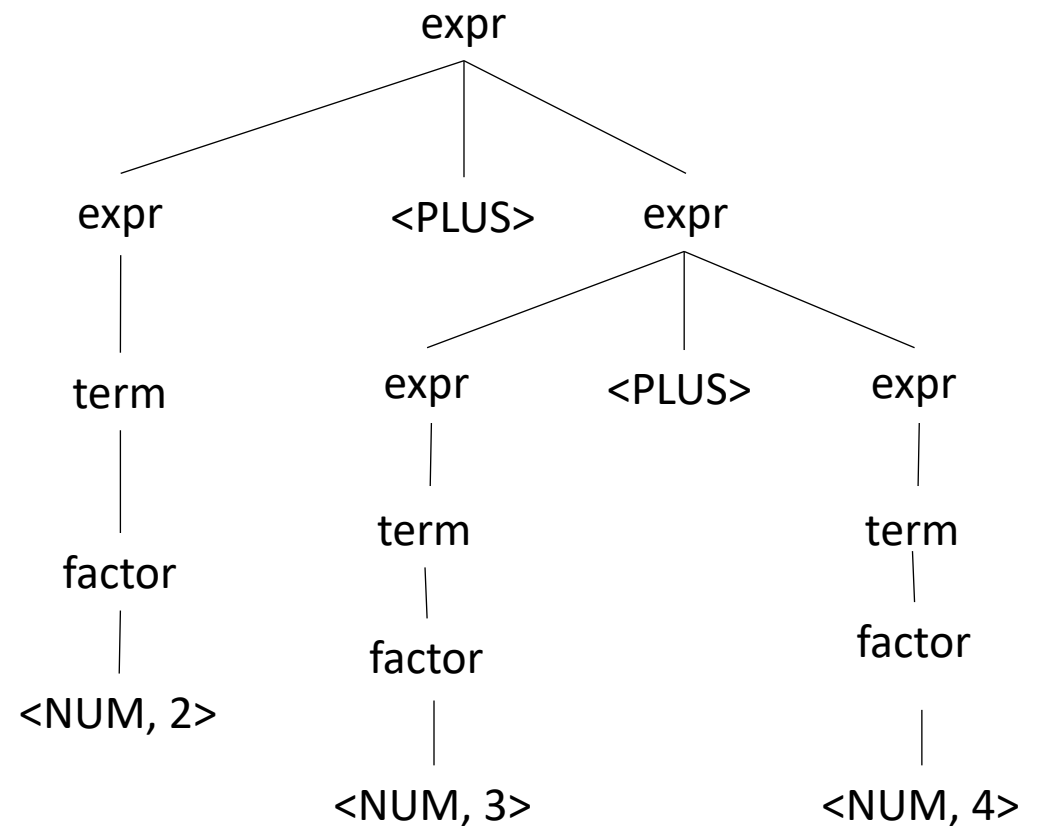 expr
expr <PLUS> expr
term expr <PLUS> expr
factor term term
<NUM, 2> factor factor
<NUM, 3> <NUM, 4>